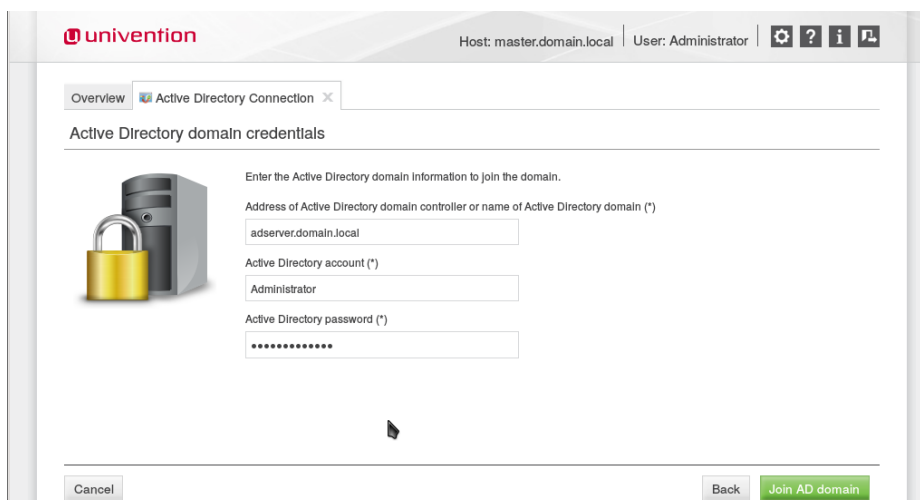 univention
Host: master.domain.local User: Administrator
Overview Active Directory Connection
Active Directory domain credentials
Enter the Active Directory domain information to join the domain.
Address of Active Directory domain controller or name of Active Directory domain (*)
adserver.domain.local
Active Directory account (*)
Administrator
Active Directory password (*)
•••••••••••••
Cancel Back Join AD domain